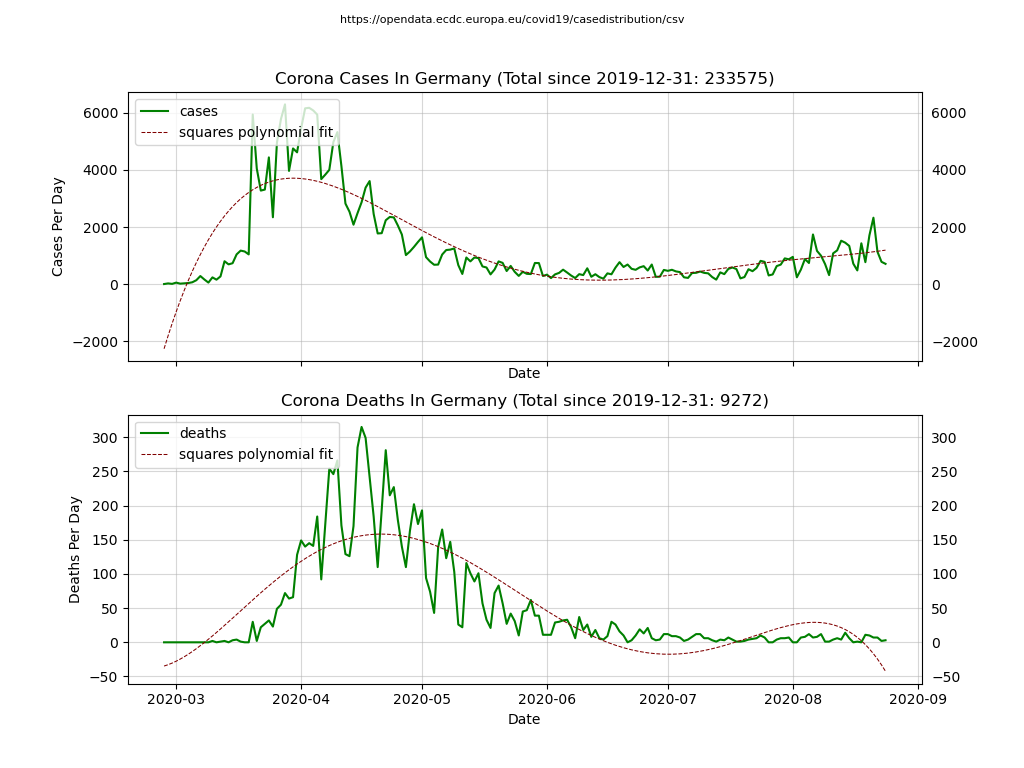 https://opendata.ecdc.europa.eu/covid19/casedistribution/csv
Corona Cases In Germany (Total since 2019-12-31: 233575)
cases
squares polynomial fit
Cases Per Day
6000
4000
2000
0
−2000
6000
4000
2000
0
−2000
Date
Corona Deaths In Germany (Total since 2019-12-31: 9272)
deaths
squares polynomial fit
Deaths Per Day
300
250
200
150
100
50
0
−50
300
250
200
150
100
50
0
−50
2020-03 2020-04 2020-05 2020-06 2020-07 2020-08 2020-09
Date